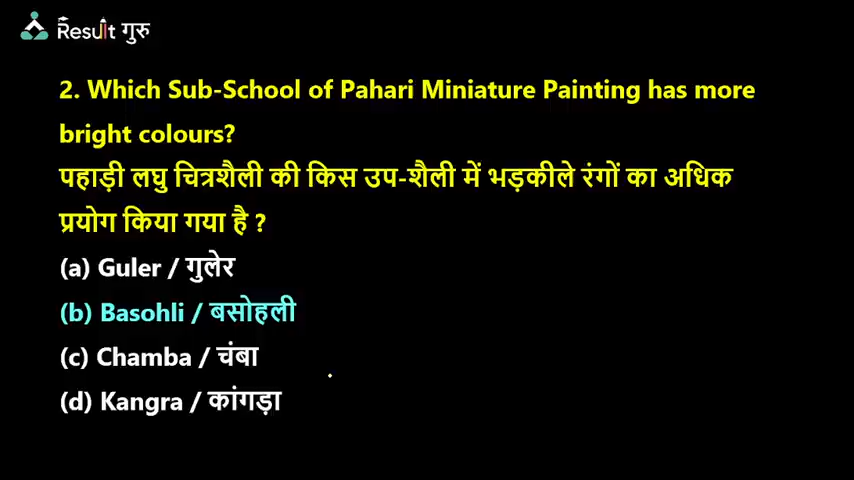 Result गुरु
2. Which Sub-School of Pahari Miniature Painting has more
bright colours?
पहाड़ी लघु चित्रशैली की किस उप-शैली में भड़कीले रंगों का अधिक
प्रयोग किया गया है ?
(a) Guler / गुलेर
(b) Basohli / बसोहली
(c) Chamba / चंबा
(d) Kangra / कांगड़ा